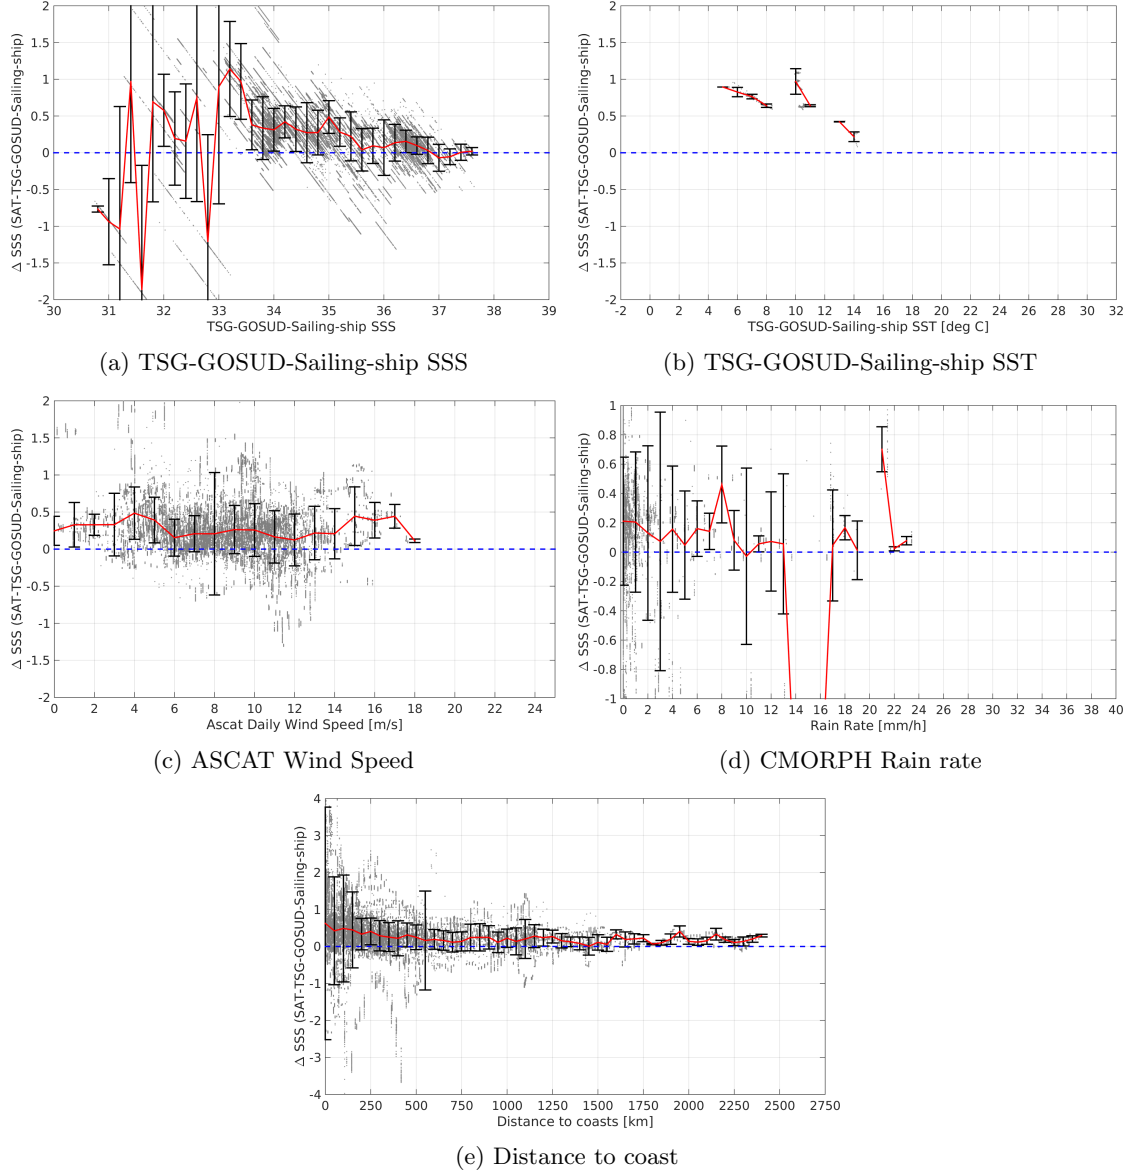 2
1.5
1
0.5
0
-0.5
-1
-1.5
-2
Δ SSS (SAT-TSG-GOSUD-Sailing-ship)
30 31 32 33 34 35 36 37 38 39
TSG-GOSUD-Sailing-ship SSS
(a) TSG-GOSUD-Sailing-ship SSS
2
1.5
1
0.5
0
-0.5
-1
-1.5
-2
Δ SSS (SAT-TSG-GOSUD-Sailing-ship)
-2 0 2 4 6 8 10 12 14 16 18 20 22 24 26 28 30 32
TSG-GOSUD-Sailing-ship SST [deg C]
(b) TSG-GOSUD-Sailing-ship SST
2
1.5
1
0.5
0
-0.5
-1
-1.5
-2
Δ SSS (SAT-TSG-GOSUD-Sailing-ship)
0 2 4 6 8 10 12 14 16 18 20 22 24
Ascat Daily Wind Speed [m/s]
(c) ASCAT Wind Speed
1
0.8
0.6
0.4
0.2
0
-0.2
-0.4
-0.6
-0.8
-1
Δ SSS (SAT-TSG-GOSUD-Sailing-ship)
0 2 4 6 8 10 12 14 16 18 20 22 24 26 28 30 32 34 36 38 40
Rain Rate [mm/h]
(d) CMORPH Rain rate
4
3
2
1
0
-1
-2
-3
-4
Δ SSS (SAT-TSG-GOSUD-Sailing-ship)
0 250 500 750 1000 1250 1500 1750 2000 2250 2500 2750
Distance to coasts [km]
(e) Distance to coast